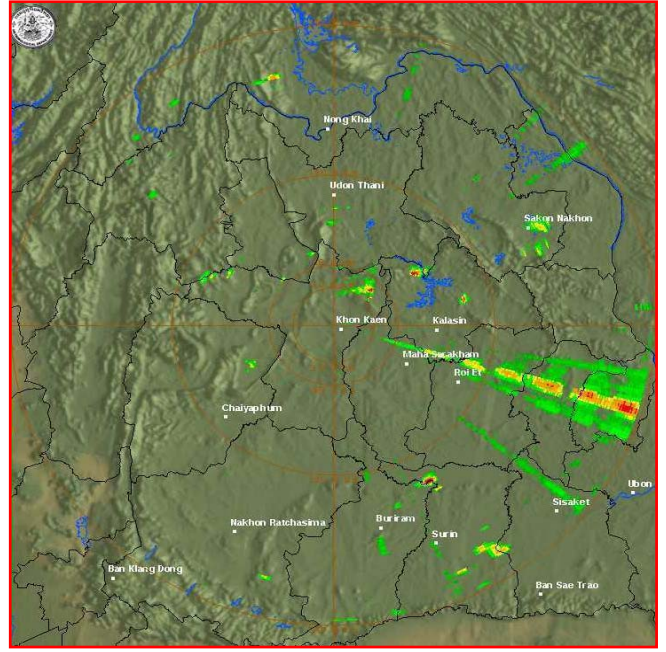 Nong Khai
Udon Thani
Sakon Nakhon
Khon Kaen
Kalasin
Maha Sarakham
Roi Et
Chaiyaphum
Ubon
Sisaket
Buriram
Nakhon Ratchasima
Surin
Ban Klang Dong
Ban Sae Trao